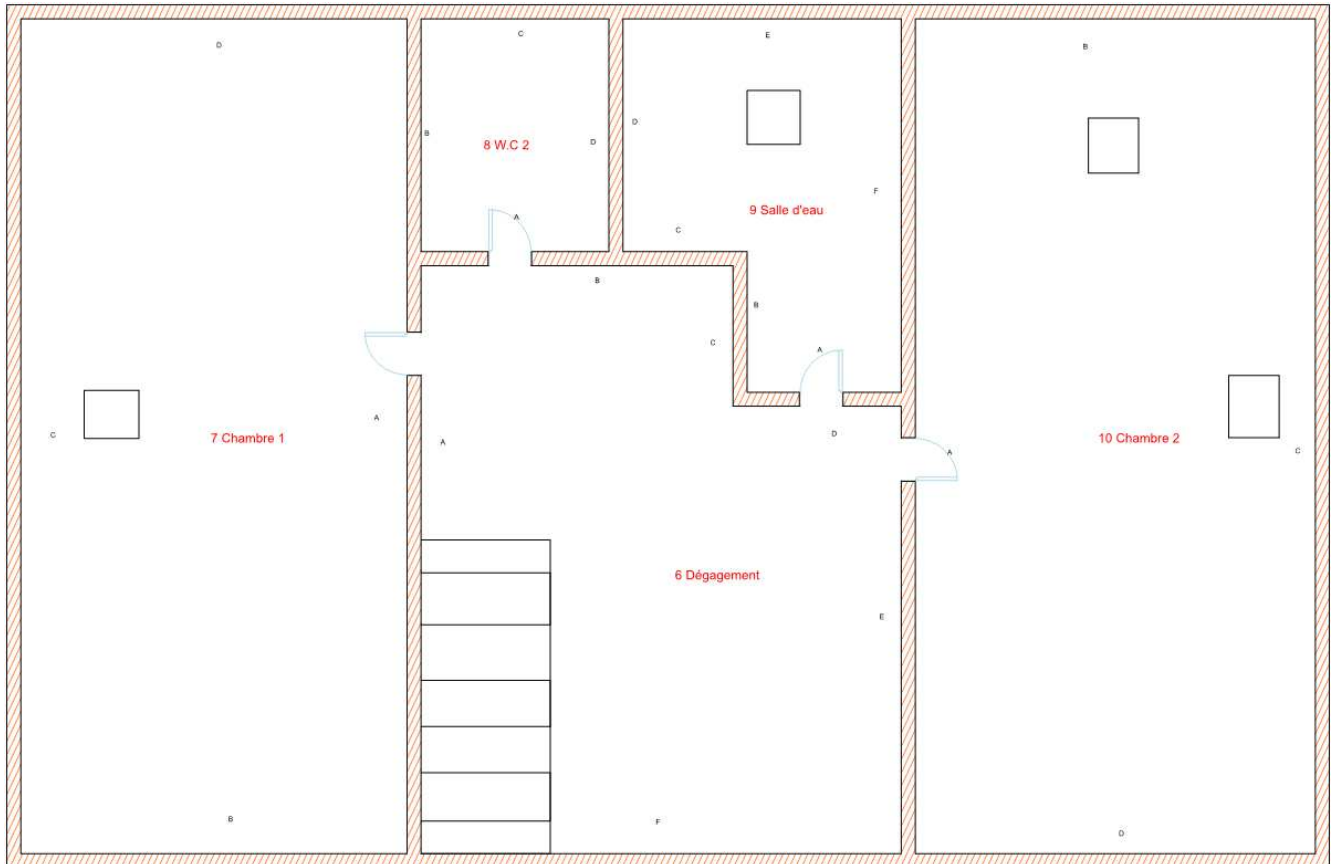 C
E
D
B
D
B
8 W.C 2
D
F
A
9 Salle d'eau
C
B
B
C
A
A
D
C
7 Chambre 1
A
A
10 Chambre 2
A
C
6 Dégagement
E
B
F
D